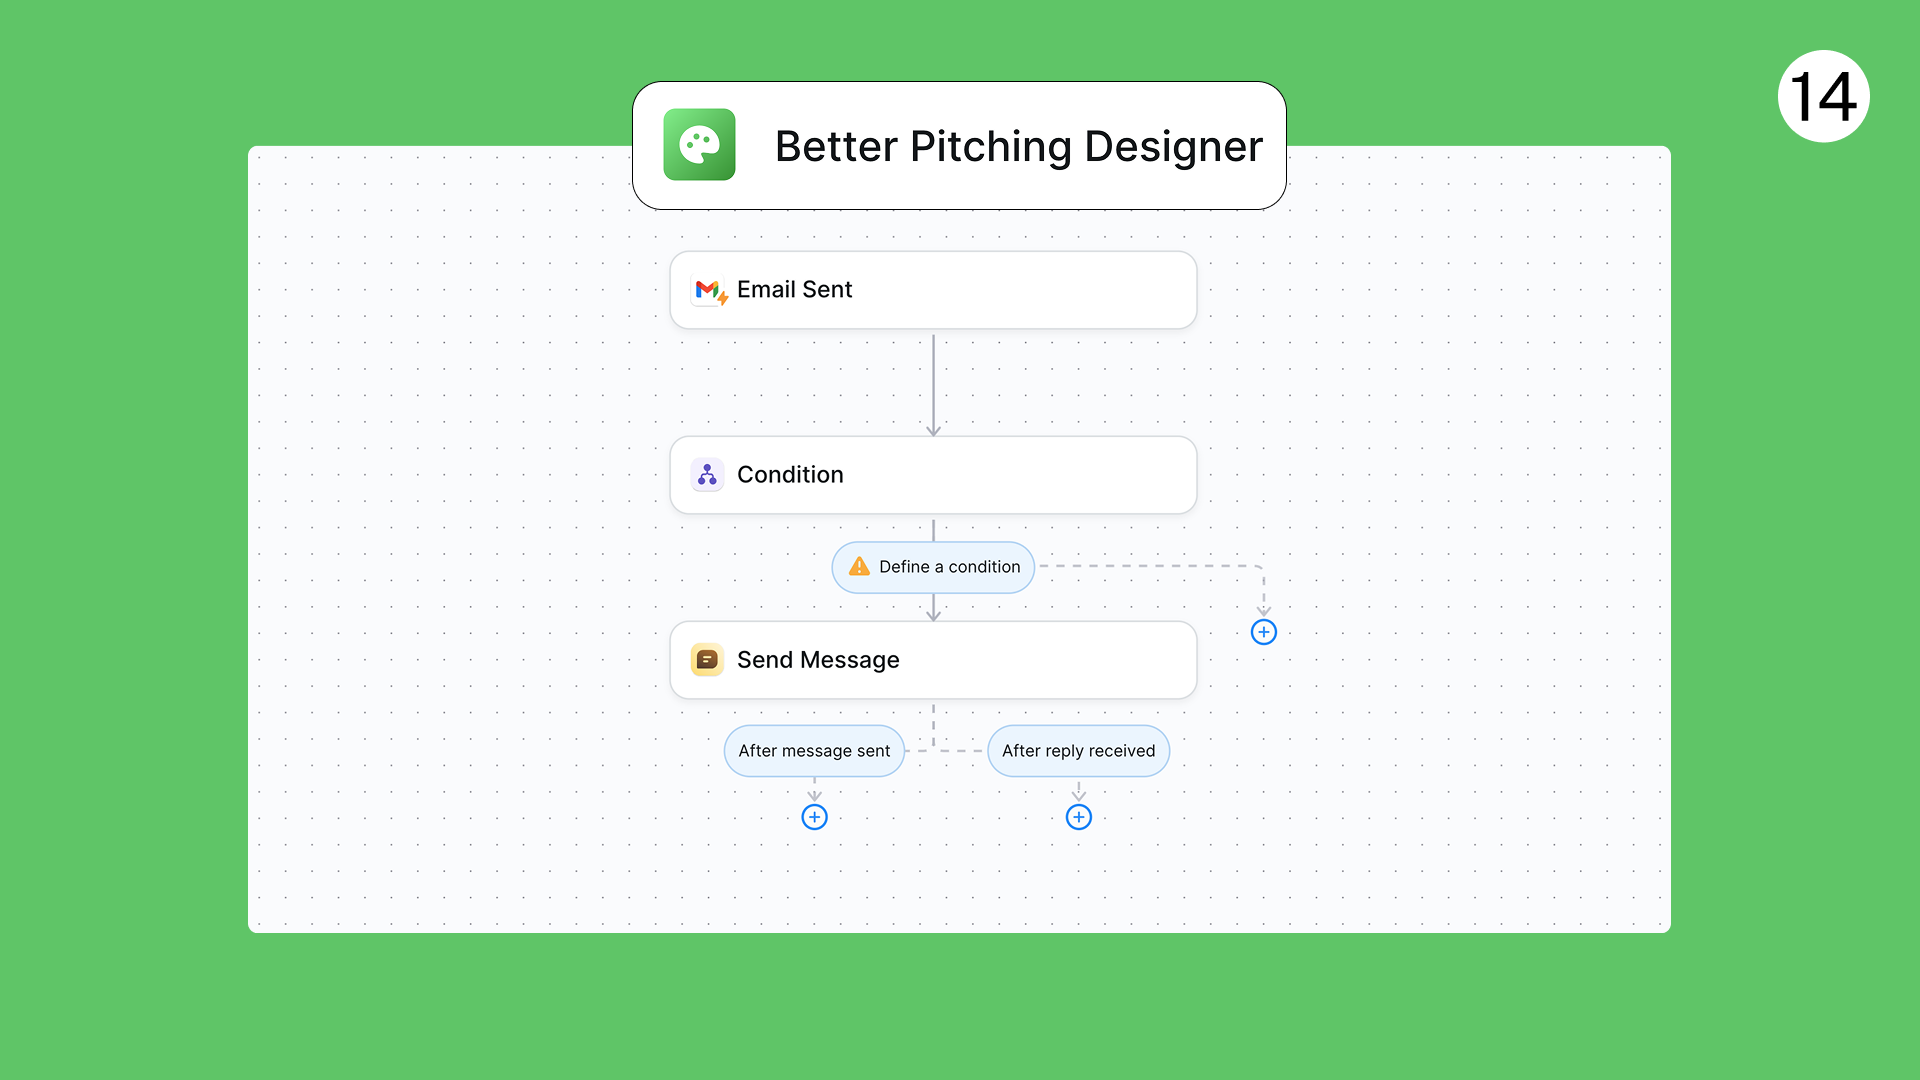 14
Better Pitching Designer
Email Sent
Condition
Define a condition
Send Message
After message sent
After reply received